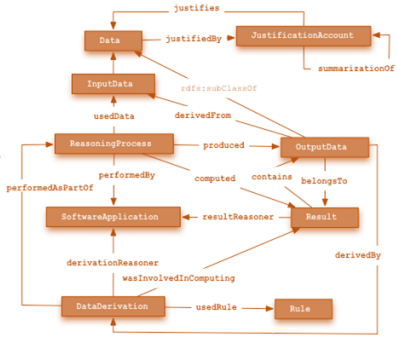 justifies
Data
justifiedBy
JustificationAccount
summarizationOf
InputData
rdfs:subClassOf
usedData
derivedFrom
ReasoningProcess
produced
OutputData
performedBy
performedAsPartOf
computed
contains
belongsTo
SoftwareApplication
resultReasoner
Result
derivationReasoner
derivedBy
wasInvolvedInComputing
DataDerivation
usedRule
Rule